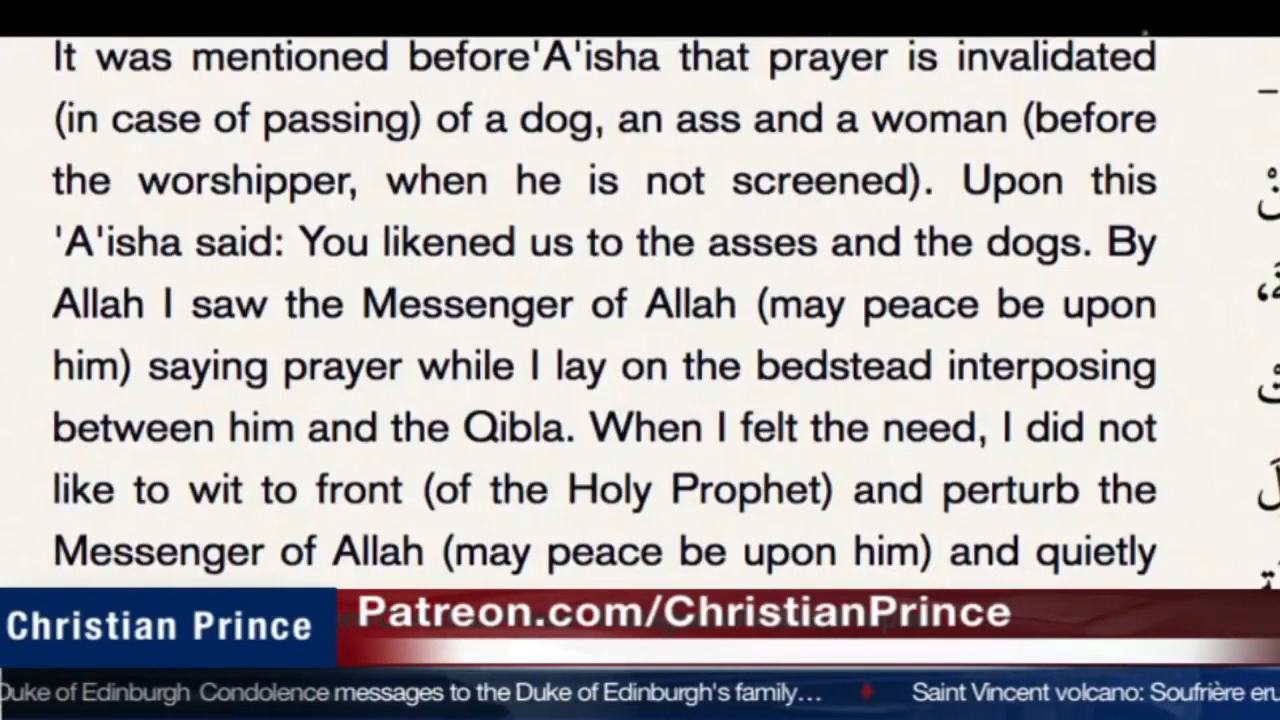 It was mentioned before'A'isha that prayer is invalidated
(in case of passing) of a dog, an ass and a woman (before
the worshipper, when he is not screened). Upon this
'A'isha said: You likened us to the asses and the dogs. By
Allah I saw the Messenger of Allah (may peace be upon
him) saying prayer while I lay on the bedstead interposing
between him and the Qibla. When I felt the need, I did not
like to wit to front (of the Holy Prophet) and perturb the
Messenger of Allah (may peace be upon him) and quietly
Christian Prince
Patreon.com/ChristianPrince
Duke of Edinburgh Condolence messages to the Duke of Edinburgh's family… Saint Vincent volcano: Soufrière